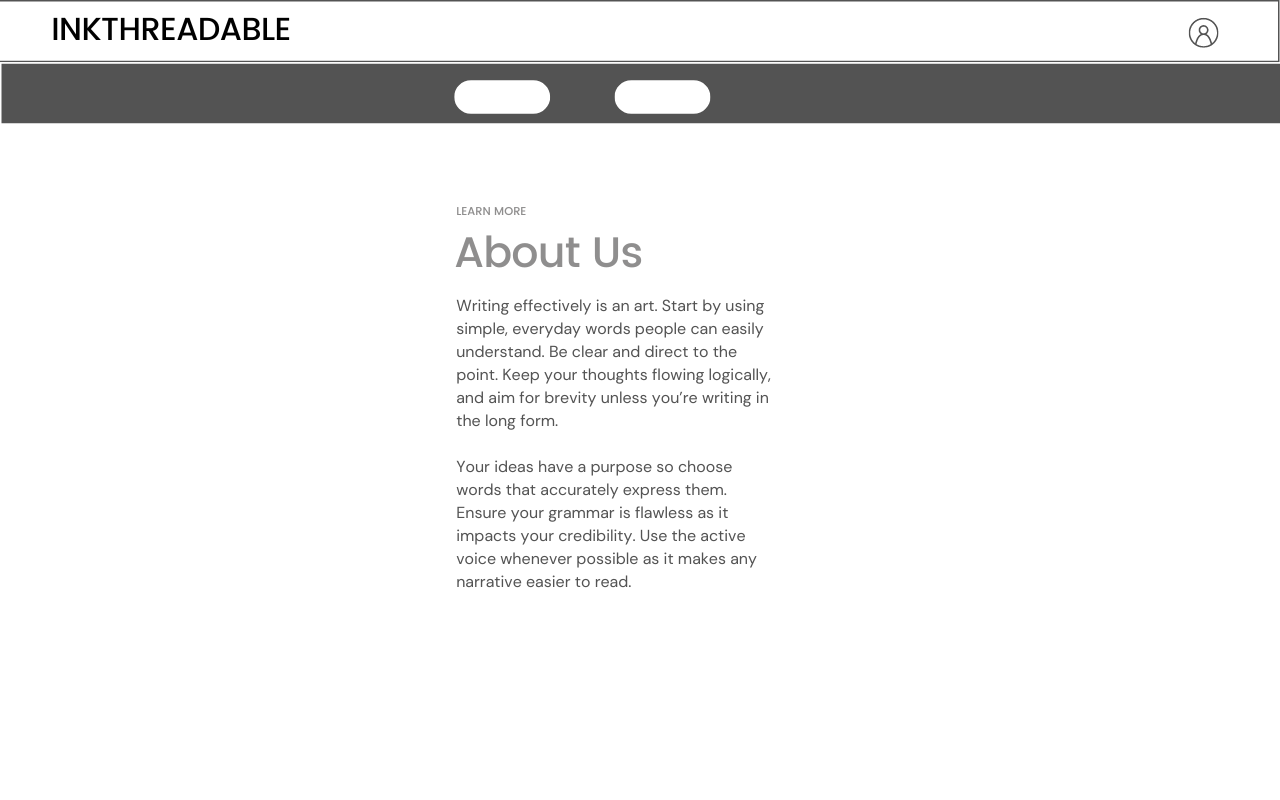 INKTHREADABLE
LEARN MORE
About Us
Writing effectively is an art. Start by using
simple, everyday words people can easily
understand. Be clear and direct to the
point. Keep your thoughts flowing logically,
and aim for brevity unless you’re writing in
the long form.
Your ideas have a purpose so choose
words that accurately express them.
Ensure your grammar is flawless as it
impacts your credibility. Use the active
voice whenever possible as it makes any
narrative easier to read.